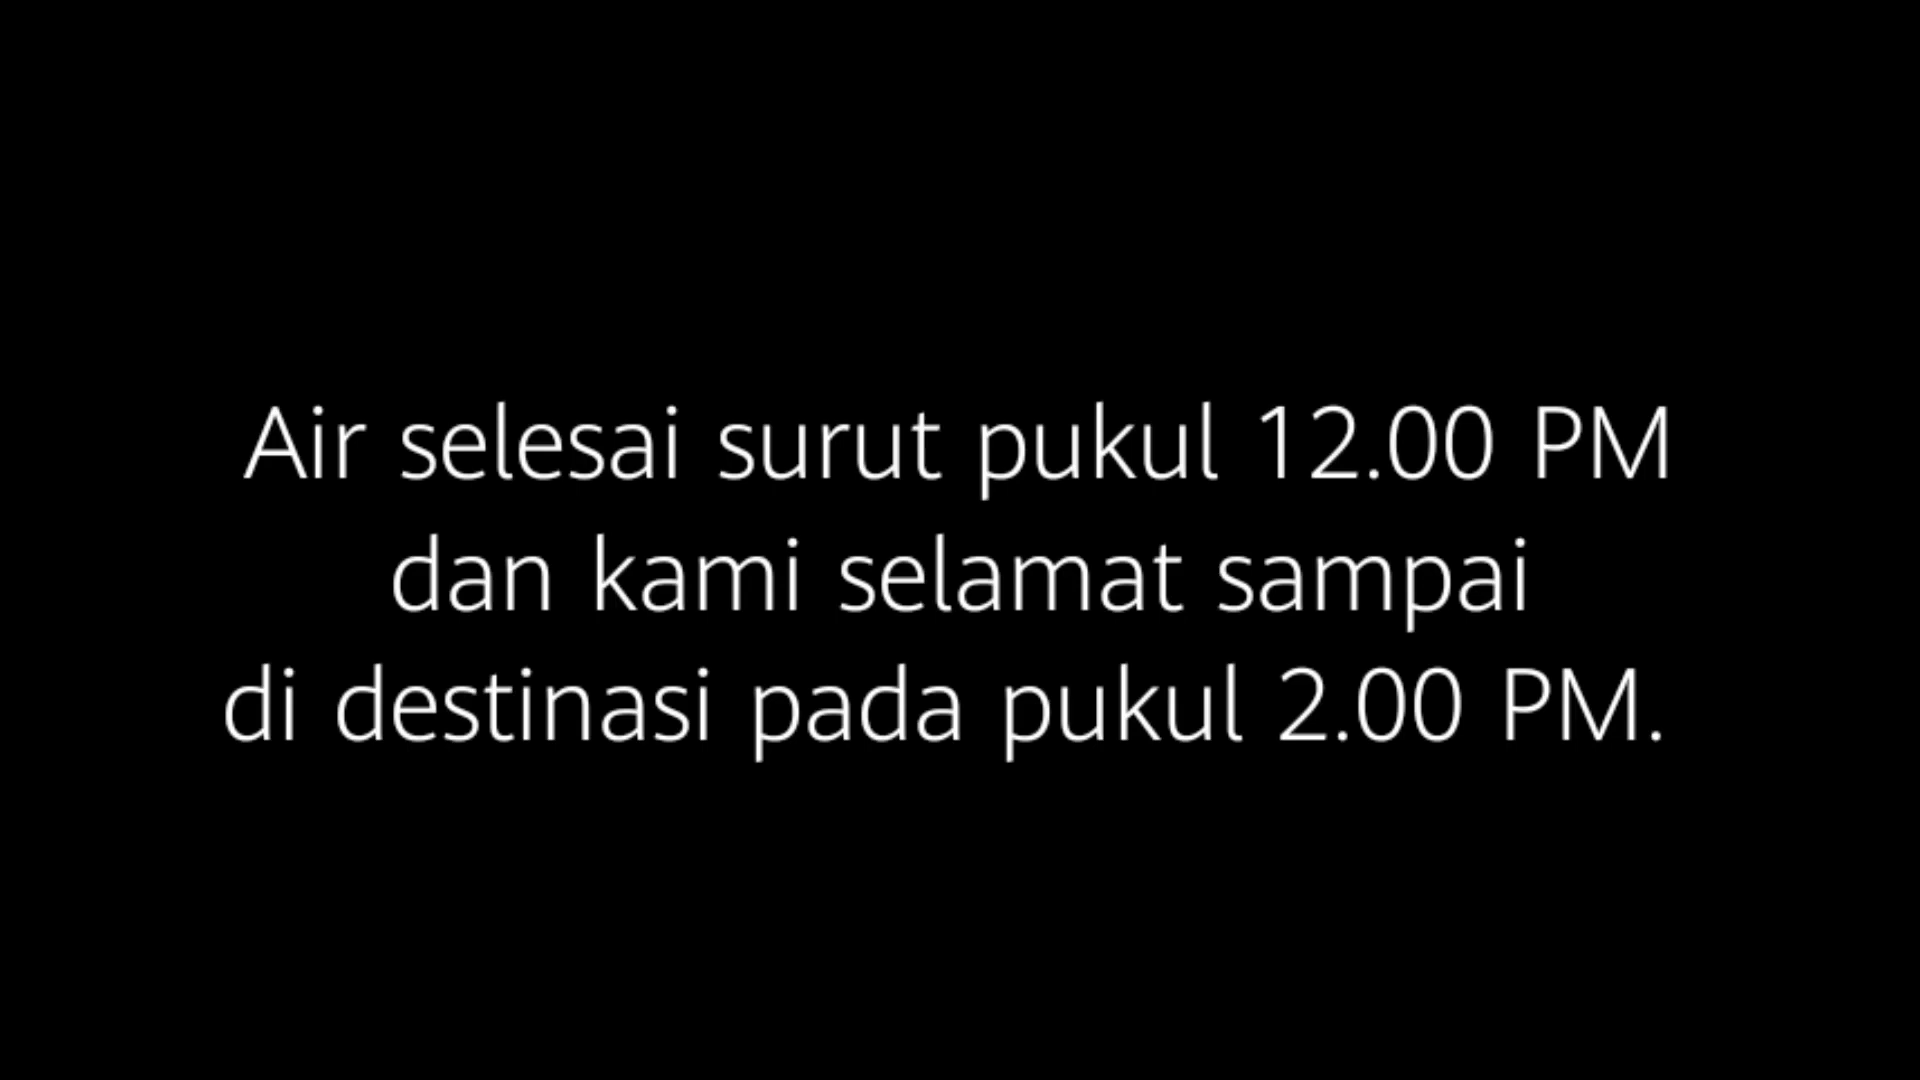 Air selesai surut pukul 12.00 PM
dan kami selamat sampai
di destinasi pada pukul 2.00 PM.